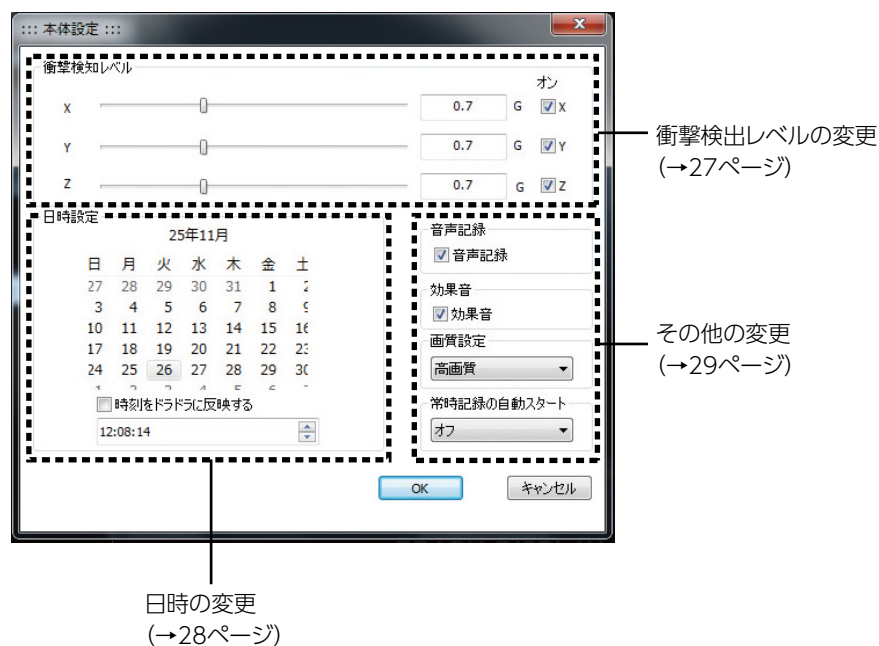 ::: 本体設定 :::
衝撃検知レベル
オン
X 0.7 G X
Y 0.7 G Y
Z 0.7 G Z
衝撃検出レベルの変更
(→27ページ)
日時設定
25年11月
日 月 火 水 木 金 土
27 28 29 30 31 1 2
3 4 5 6 7 8 9
10 11 12 13 14 15 16
17 18 19 20 21 22 23
24 25 26 27 28 29 30
時刻をドラドラに反映する
12:08:14
音声記録
音声記録
効果音
効果音
画質設定
高画質
常時記録の自動スタート
オフ
その他の変更
(→29ページ)
OK キャンセル
日時の変更
(→28ページ)